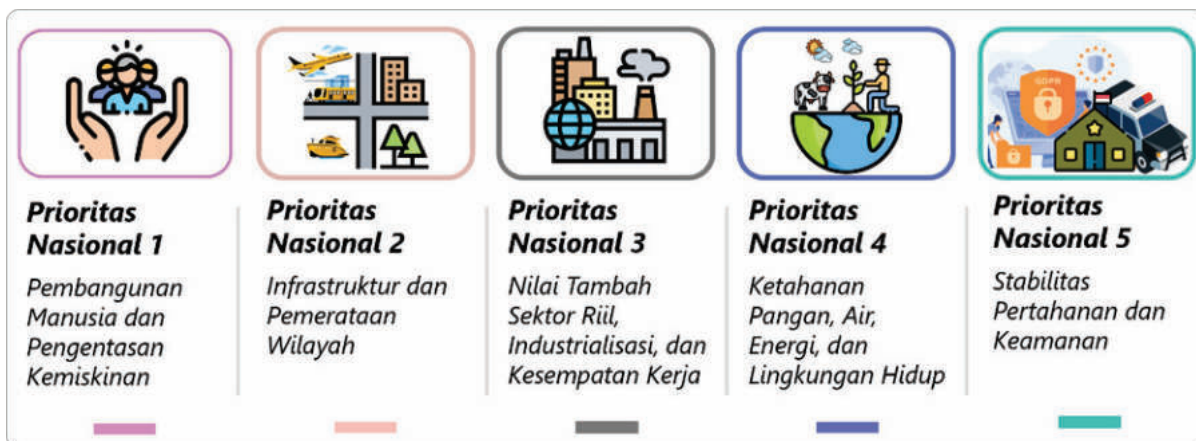 GDPR
Prioritas
Nasional 1
Pembangunan
Manusia dan
Pengentasan
Kemiskinan
Prioritas
Nasional 2
Infrastruktur dan
Pemerataan
Wilayah
Prioritas
Nasional 3
Nilai Tambah
Sektor Riil,
Industrialisasi, dan
Kesempatan Kerja
Prioritas
Nasional 4
Ketahanan
Pangan, Air,
Energi, dan
Lingkungan Hidup
Prioritas
Nasional 5
Stabilitas
Pertahanan dan
Keamanan